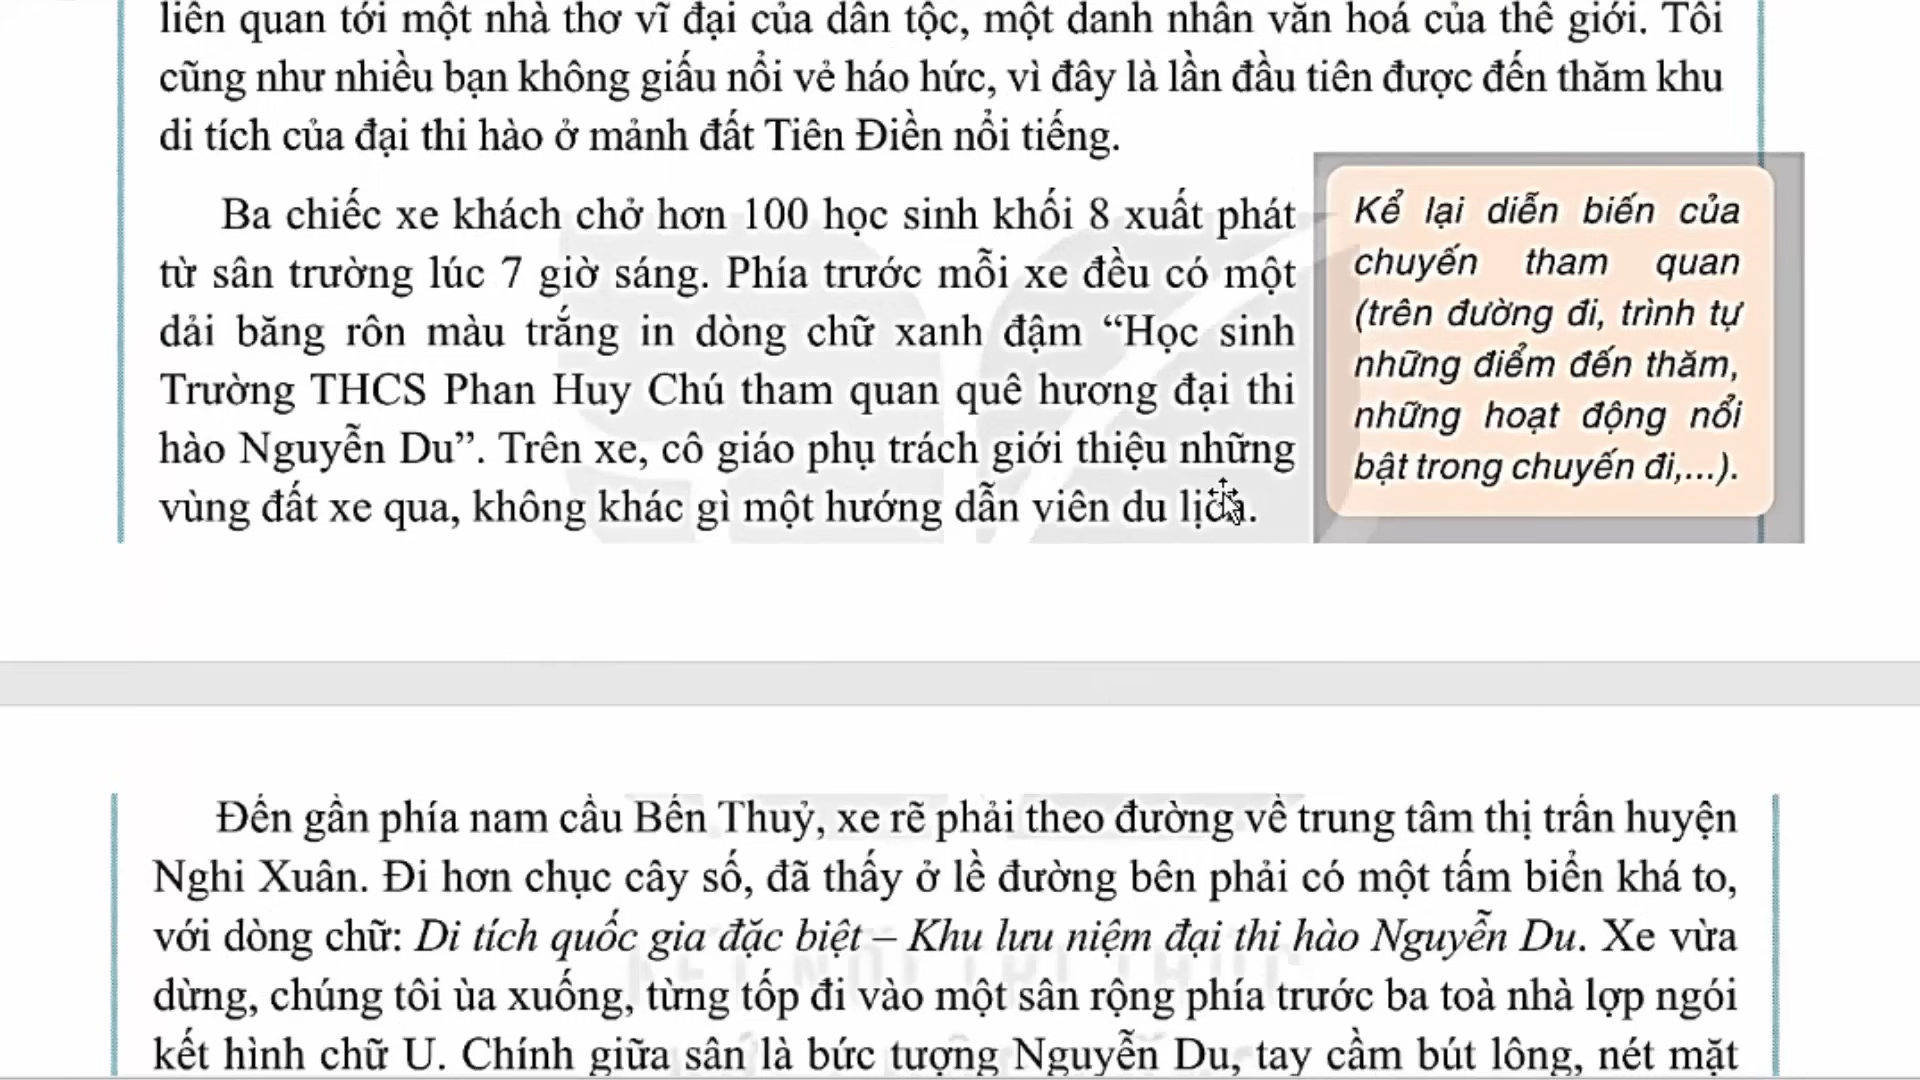 liên quan tới một nhà thơ vĩ đại của dân tộc, một danh nhân văn hoá của thế giới. Tôi
cũng như nhiều bạn không giấu nổi vẻ háo hức, vì đây là lần đầu tiên được đến thăm khu
di tích của đại thi hào ở mảnh đất Tiên Điền nổi tiếng.
Ba chiếc xe khách chở hơn 100 học sinh khối 8 xuất phát
từ sân trường lúc 7 giờ sáng. Phía trước mỗi xe đều có một
dải băng rôn màu trắng in dòng chữ xanh đậm “Học sinh
Trường THCS Phan Huy Chú tham quan quê hương đại thi
hào Nguyễn Du”. Trên xe, cô giáo phụ trách giới thiệu những
vùng đất xe qua, không khác gì một hướng dẫn viên du lịch.
Kể lại diễn biến của
chuyến tham quan
(trên đường đi, trình tự
những điểm đến thăm,
những hoạt động nổi
bật trong chuyến đi,...).
Đến gần phía nam cầu Bến Thuỷ, xe rẽ phải theo đường về trung tâm thị trấn huyện
Nghi Xuân. Đi hơn chục cây số, đã thấy ở lề đường bên phải có một tấm biển khá to,
với dòng chữ: Di tích quốc gia đặc biệt – Khu lưu niệm đại thi hào Nguyễn Du. Xe vừa
dừng, chúng tôi ùa xuống, từng tốp đi vào một sân rộng phía trước ba toà nhà lợp ngói
kết hình chữ U. Chính giữa sân là bức tượng Nguyễn Du, tay cầm bút lông, nét mặt